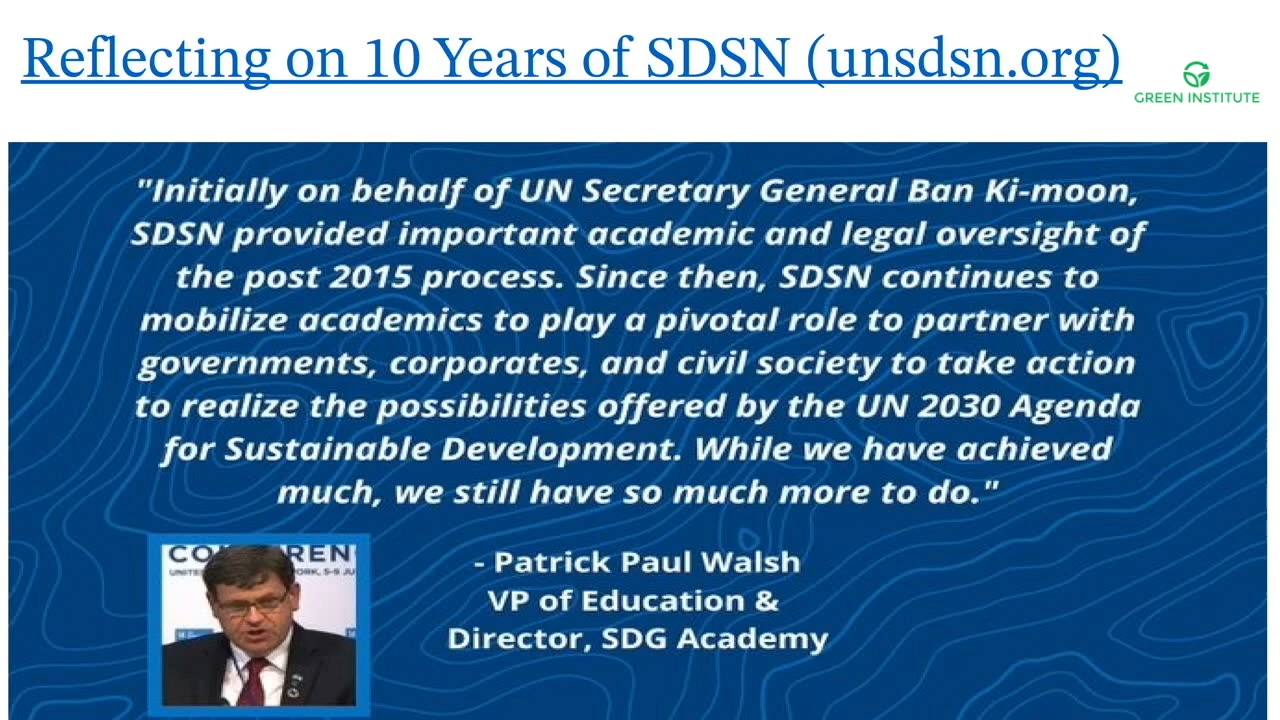 Reflecting on 10 Years of SDSN (unsdsn.org)
GREEN INSTITUTE
"Initially on behalf of UN Secretary General Ban Ki-moon,
SDSN provided important academic and legal oversight of
the post 2015 process. Since then, SDSN continues to
mobilize academics to play a pivotal role to partner with
governments, corporates, and civil society to take action
to realize the possibilities offered by the UN 2030 Agenda
for Sustainable Development. While we have achieved
much, we still have so much more to do."
- Patrick Paul Walsh
VP of Education &
Director, SDG Academy